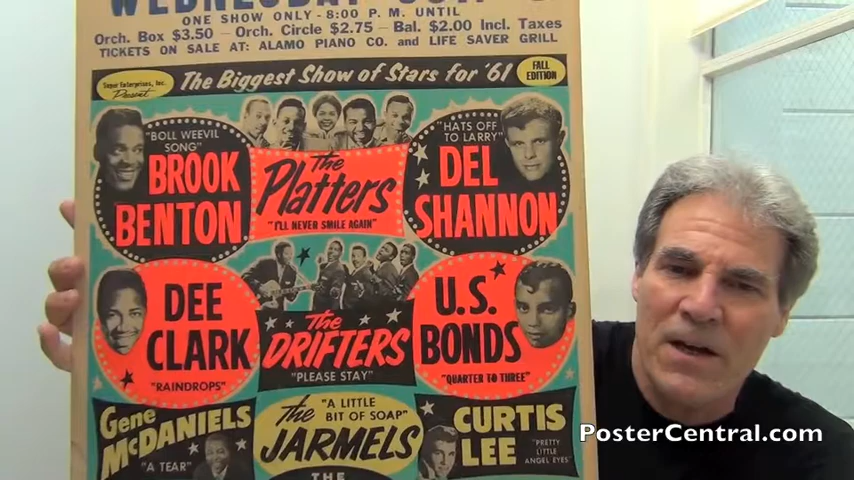 ONE SHOW ONLY - 8:00 P. M. UNTIL
Orch. Box $3.50 - Orch. Circle $2.75 - Bal. $2.00 Incl. Taxes
TICKETS ON SALE AT: ALAMO PIANO CO. and LIFE SAVER GRILL
Super Enterprises, Inc.
Present
The Biggest Show of Stars for '61
FALL
EDITION
"BOLL WEEVIL
SONG"
BROOK
BENTON
The
Platters
"I'LL NEVER SMILE AGAIN"
"HATS OFF
TO LARRY"
DEL
SHANNON
DEE
CLARK
"RAINDROPS"
The
DRIFTERS
"PLEASE STAY"
U.S.
BONDS
"QUARTER TO THREE"
Gene
McDANIELS
"A TEAR"
The
"A LITTLE
BIT OF SOAP"
JARMELS
THE
CURTIS
LEE
"PRETTY
LITTLE
ANGEL EYES"
PosterCentral.com